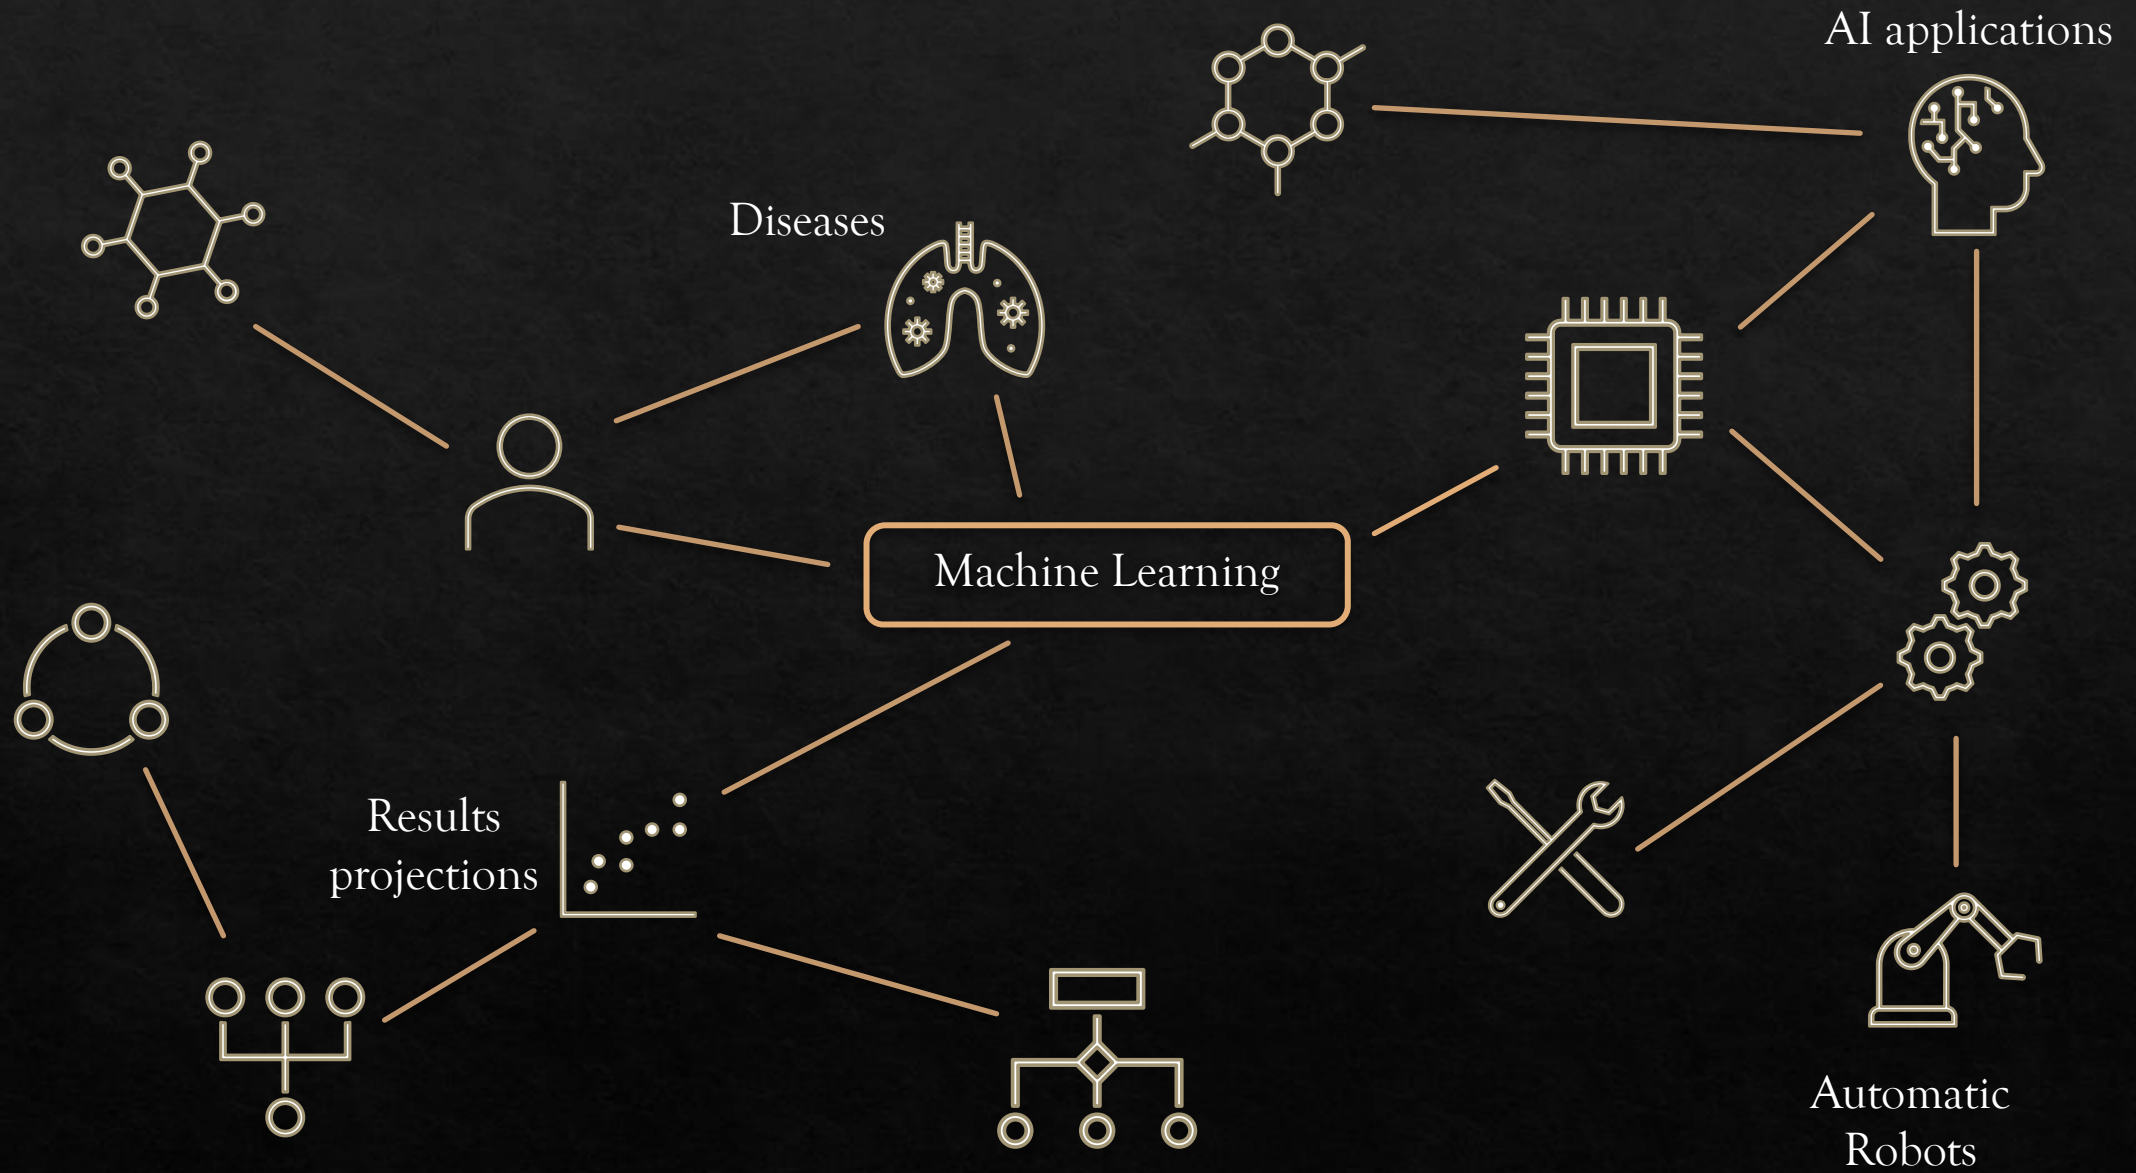 AI applications
Diseases
Machine Learning
Results
projections
Automatic
Robots